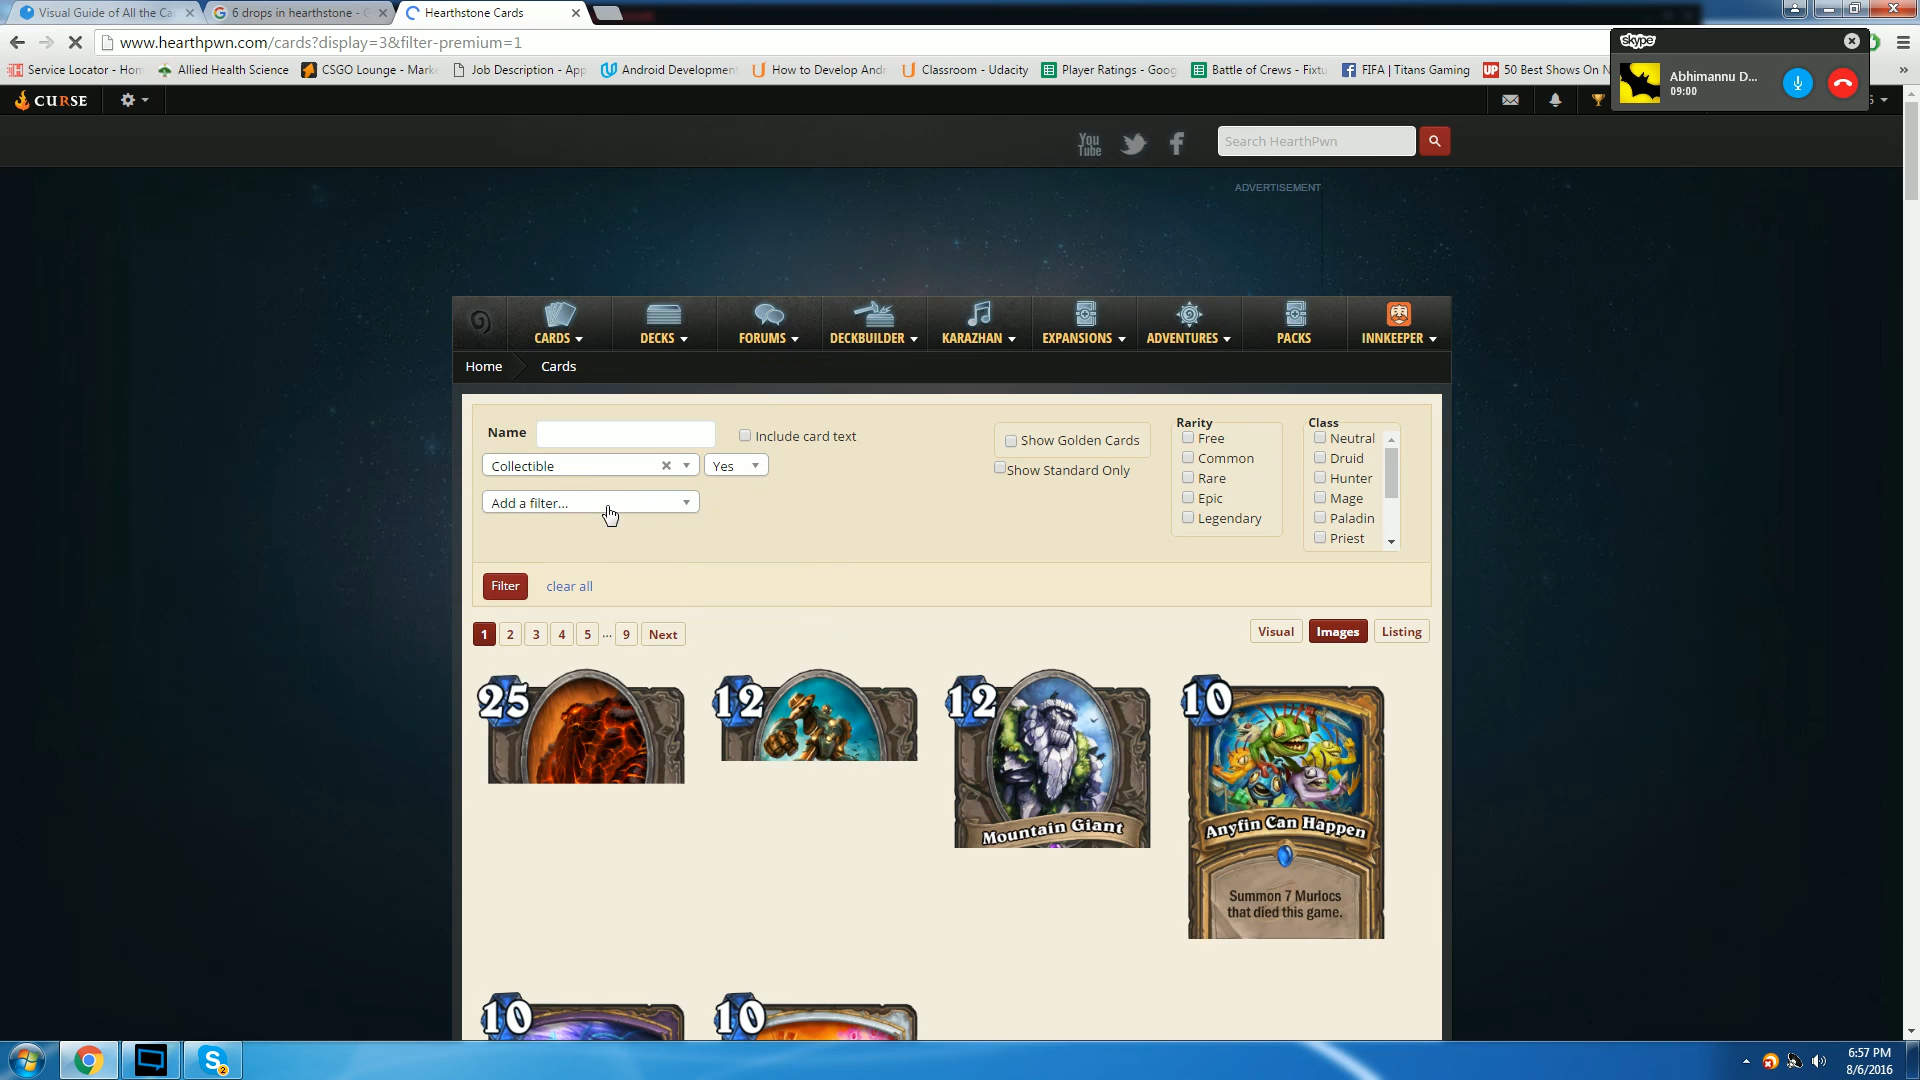 Visual Guide of All the Ca
6 drops in hearthstone - G
Hearthstone Cards
www.hearthpwn.com/cards?display=3&filter-premium=1
Service Locator - Hom
Allied Health Science
CSGO Lounge - Marke
Job Description - App
Android Development
How to Develop Andr
Classroom - Udacity
Player Ratings - Goog
Battle of Crews - Fixtu
FIFA | Titans Gaming
UP
50 Best Shows On N
»
skype
Abhimannu D...
09:00
CURSE
You
Tube
Search HearthPwn
ADVERTISEMENT
CARDS
DECKS
FORUMS
DECKBUILDER
KARAZHAN
EXPANSIONS
ADVENTURES
PACKS
INNKEEPER
Home
Cards
Name
Include card text
Collectible
Yes
Add a filter...
Show Golden Cards
Show Standard Only
Rarity
Free
Common
Rare
Epic
Legendary
Class
Neutral
Druid
Hunter
Mage
Paladin
Priest
Filter
clear all
1
2
3
4
5
...
9
Next
Visual
Images
Listing
25
12
12
Mountain Giant
10
Anyfin Can Happen
Summon 7 Murlocs
that died this game.
10
10
2
6:57 PM
8/6/2016